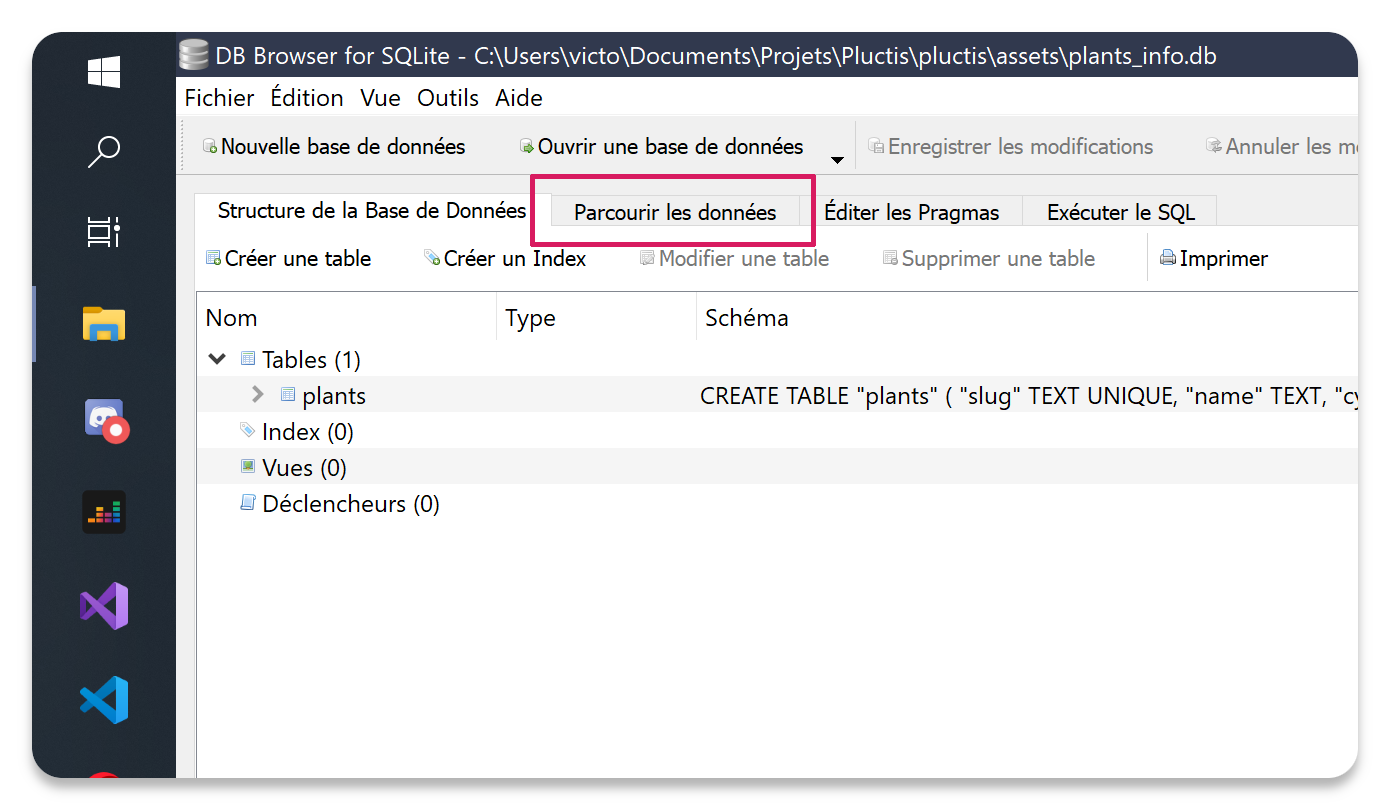 DB Browser for SQLite - C:\Users\victo\Documents\Projets\Pluctis\pluctis\assets\plants_info.db
Fichier Édition Vue Outils Aide
Nouvelle base de données Ouvrir une base de données Enregistrer les modifications Annuler les mo
Structure de la Base de Données Parcourir les données Éditer les Pragmas Exécuter le SQL
Créer une table Créer un Index Modifier une table Supprimer une table Imprimer
Nom Type Schéma
Tables (1)
plants CREATE TABLE "plants" ( "slug" TEXT UNIQUE, "name" TEXT, "cy
Index (0)
Vues (0)
Déclencheurs (0)